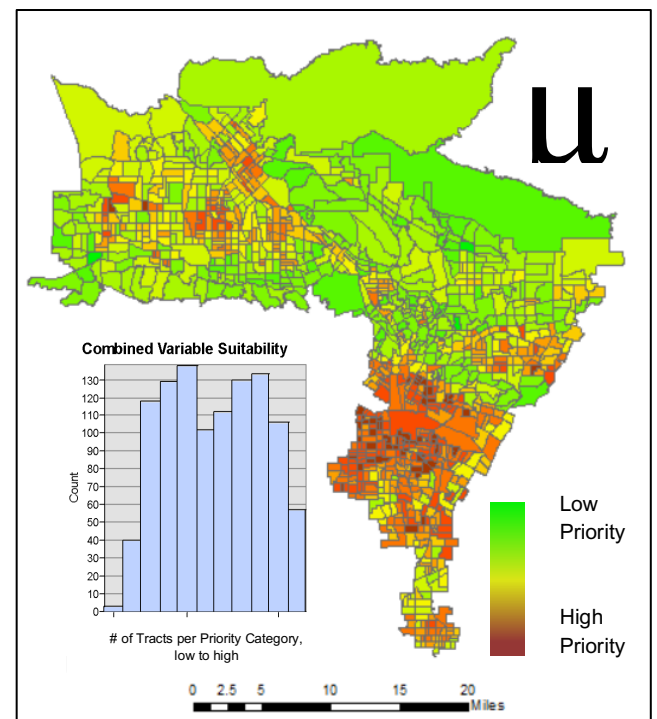 u
Combined Variable Suitability
130
120
110
100
90
80
70
60
50
40
30
20
10
0
Count
# of Tracts per Priority Category,
low to high
Low
Priority
High
Priority
0 2.5 5 10 15 20
Miles